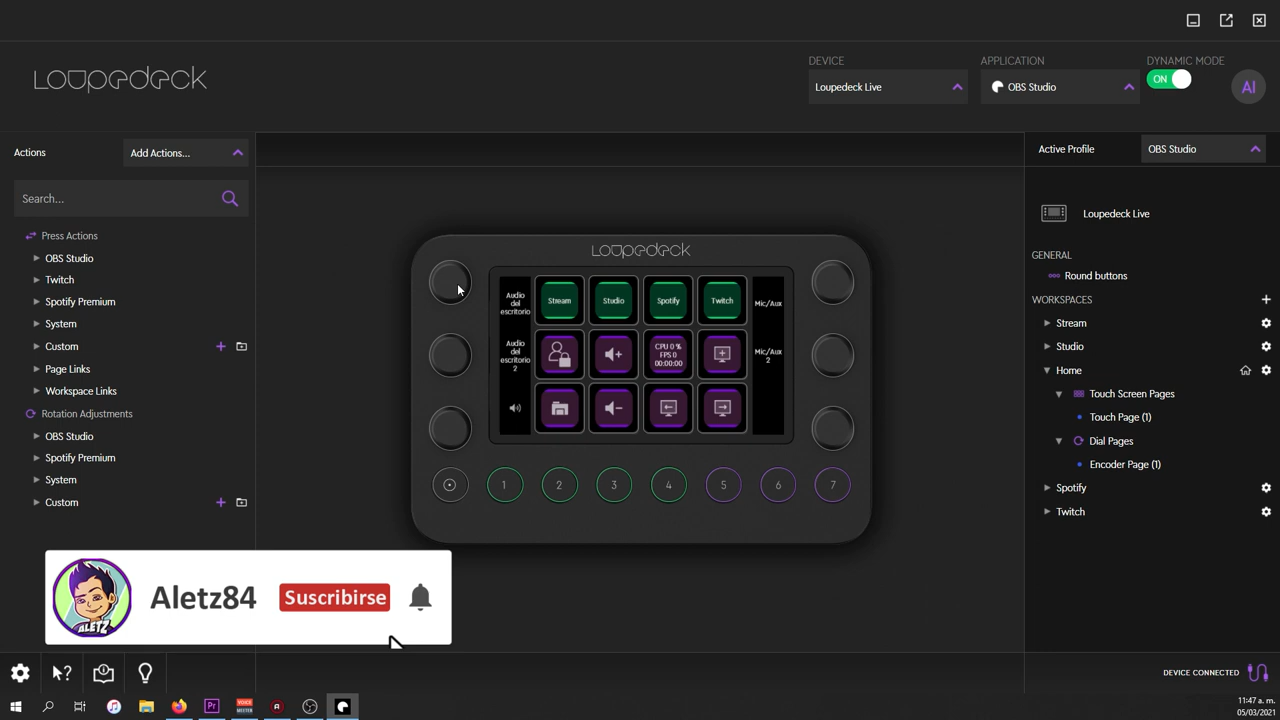 Loupedeck
DEVICE
Loupedeck Live
APPLICATION
OBS Studio
DYNAMIC MODE
ON
AI
Actions
Add Actions...
Search...
Press Actions
OBS Studio
Twitch
Spotify Premium
System
Custom
Page Links
Workspace Links
Rotation Adjustments
OBS Studio
Spotify Premium
System
Custom
Loupedeck
Audio
del
escritorio
Stream
Studio
Spotify
Twitch
Mic/Aux
Audio
del
escritorio
2
CPU 0 %
FPS 0
00:00:00
Mic/Aux
2
1
2
3
4
5
6
7
Active Profile
OBS Studio
Loupedeck Live
GENERAL
Round buttons
WORKSPACES
Stream
Studio
Home
Touch Screen Pages
Touch Page (1)
Dial Pages
Encoder Page (1)
Spotify
Twitch
ALETZ
Aletz84
Suscribirse
DEVICE CONNECTED
Pr
VOICE
MEETER
11:47 a. m.
05/03/2021